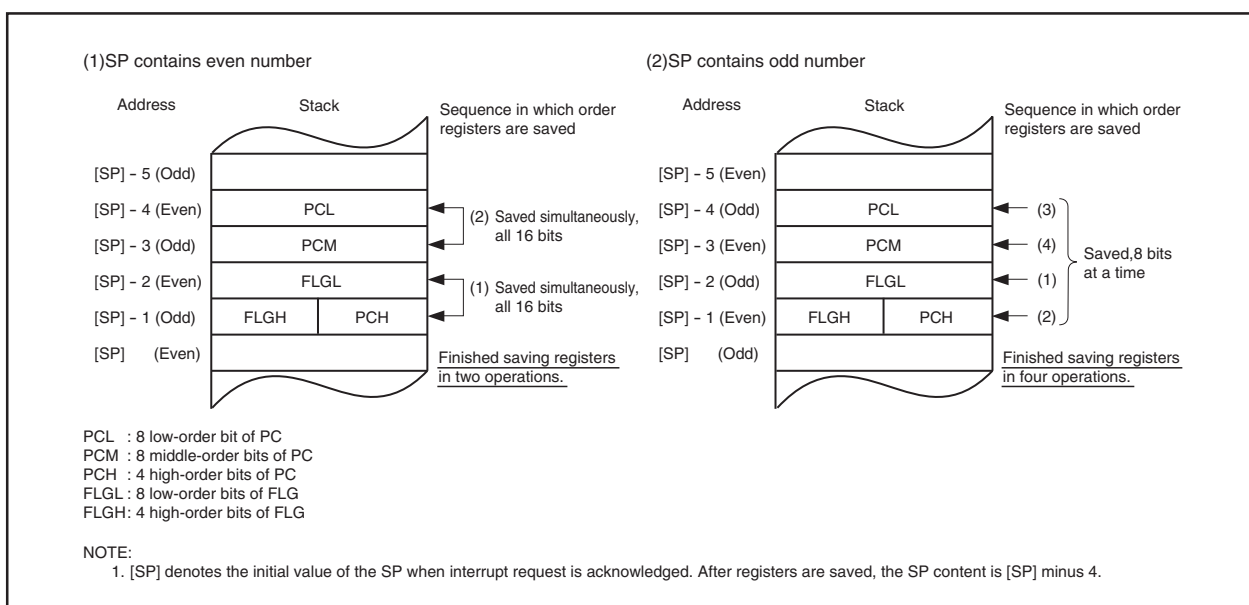 (1)SP contains even number
Address
Stack
Sequence in which order
registers are saved
[SP] - 5 (Odd)
[SP] - 4 (Even)
PCL
(2) Saved simultaneously,
all 16 bits
[SP] - 3 (Odd)
PCM
[SP] - 2 (Even)
FLGL
(1) Saved simultaneously,
all 16 bits
[SP] - 1 (Odd)
FLGH
PCH
[SP] (Even)
Finished saving registers
in two operations.
(2)SP contains odd number
Address
Stack
Sequence in which order
registers are saved
[SP] - 5 (Even)
[SP] - 4 (Odd)
PCL
(3)
[SP] - 3 (Even)
PCM
(4)
Saved,8 bits
at a time
[SP] - 2 (Odd)
FLGL
(1)
[SP] - 1 (Even)
FLGH
PCH
(2)
[SP] (Odd)
Finished saving registers
in four operations.
PCL : 8 low-order bit of PC
PCM : 8 middle-order bits of PC
PCH : 4 high-order bits of PC
FLGL : 8 low-order bits of FLG
FLGH : 4 high-order bits of FLG
NOTE:
1. [SP] denotes the initial value of the SP when interrupt request is acknowledged. After registers are saved, the SP content is [SP] minus 4.